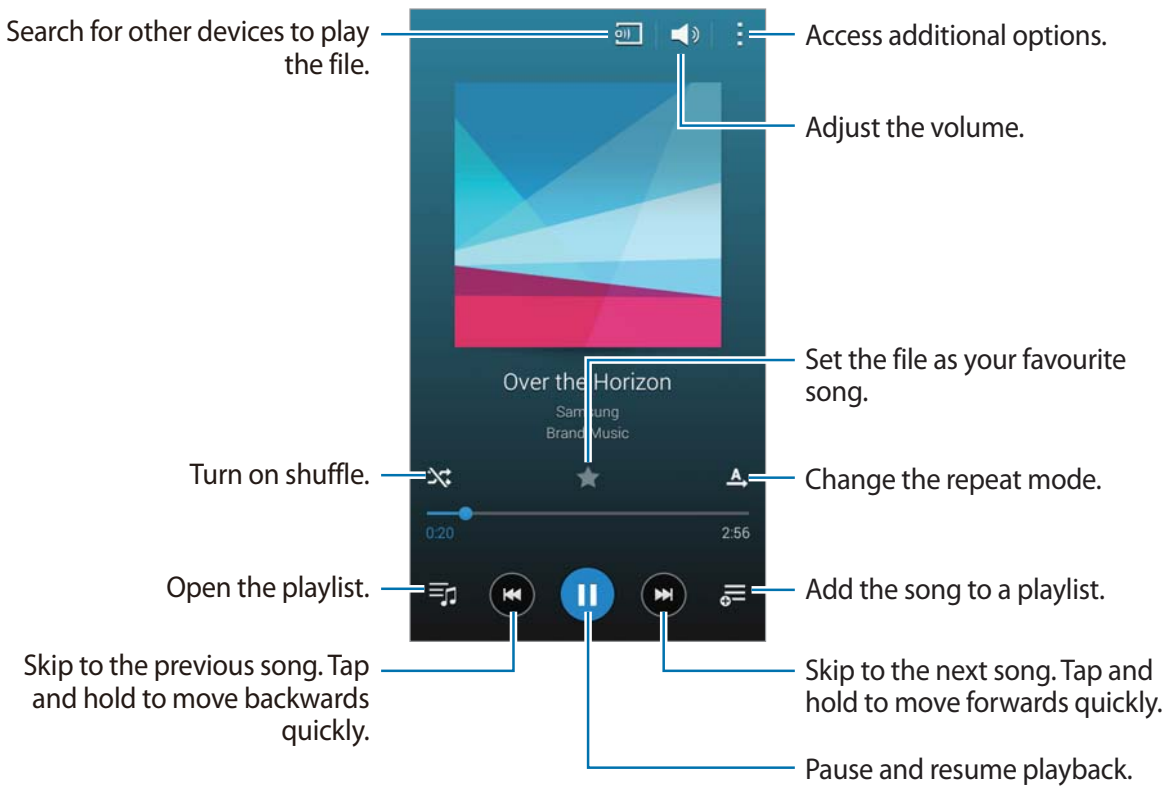 Search for other devices to play
the file.
Access additional options.
Adjust the volume.
Set the file as your favourite
song.
Over the Horizon
Samsung
Brand Music
Turn on shuffle.
A
Change the repeat mode.
0:20
2:56
Open the playlist.
Add the song to a playlist.
Skip to the previous song. Tap
and hold to move backwards
quickly.
Skip to the next song. Tap and
hold to move forwards quickly.
Pause and resume playback.